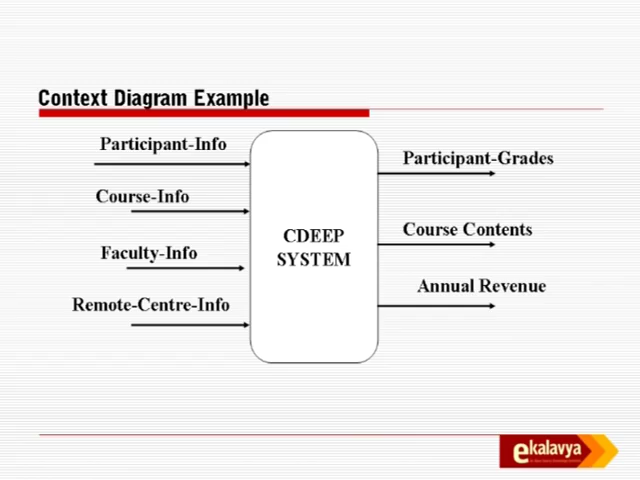 Context Diagram Example
Participant-Info
Course-Info
Faculty-Info
Remote-Centre-Info
CDEEP
SYSTEM
Participant-Grades
Course Contents
Annual Revenue
ekalavya